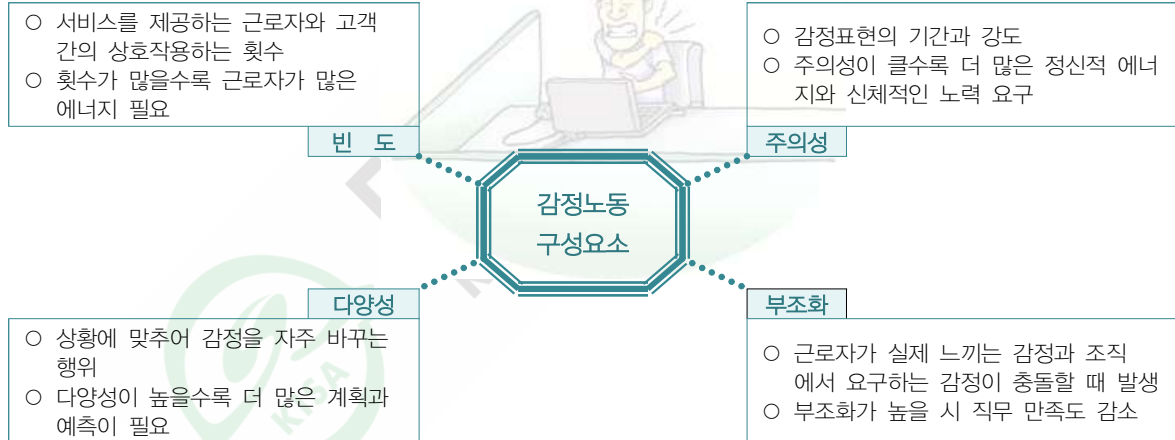 ○ 서비스를 제공하는 근로자와 고객
간의 상호작용하는 횟수
○ 횟수가 많을수록 근로자가 많은
에너지 필요
빈 도
○ 감정표현의 기간과 강도
○ 주의성이 클수록 더 많은 정신적 에너
지와 신체적인 노력 요구
주의성
감정노동
구성요소
다양성
○ 상황에 맞추어 감정을 자주 바꾸는
행위
○ 다양성이 높을수록 더 많은 계획과
예측이 필요
부조화
○ 근로자가 실제 느끼는 감정과 조직
에서 요구하는 감정이 충돌할 때 발생
○ 부조화가 높을 시 직무 만족도 감소